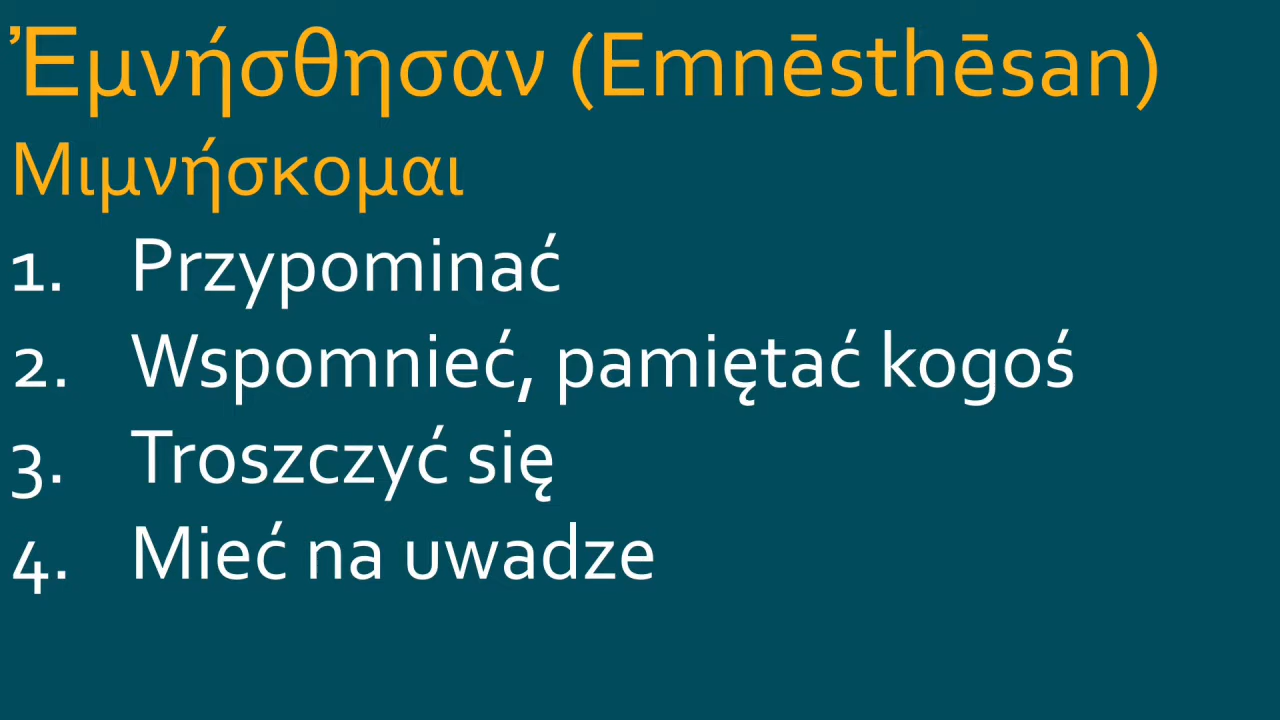 Ἐμνήσθησαν (Emnēsthēsan)
Μιμνήσκομαι
1. Przypominać
2. Wspomnieć, pamiętać kogoś
3. Troszczyć się
4. Mieć na uwadze